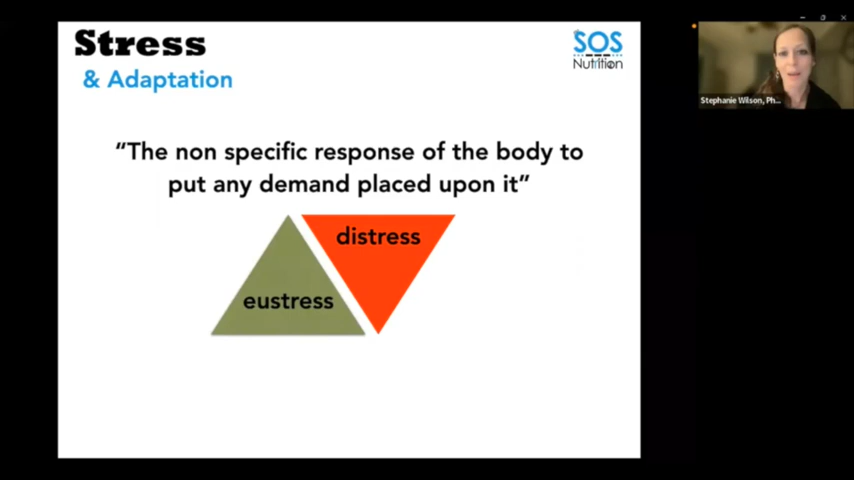 Stress
& Adaptation
SOS
Nutrition
"The non specific response of the body to
put any demand placed upon it"
distress
eustress
Stephanie Wilson, Ph...